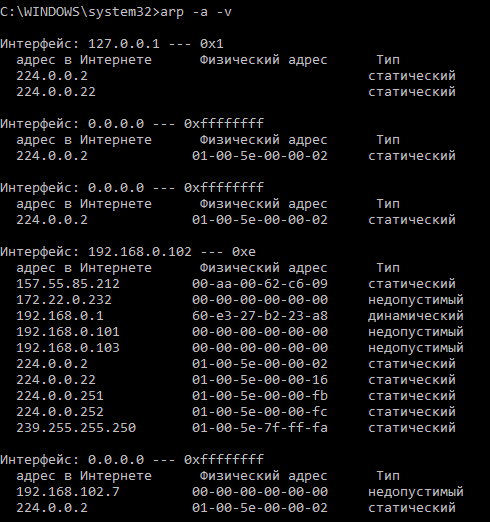 C:\WINDOWS\system32>arp -a -v
Интерфейс: 127.0.0.1 --- 0x1
адрес в Интернете Физический адрес Тип
224.0.0.2 статический
224.0.0.22 статический
Интерфейс: 0.0.0.0 --- 0xffffffff
адрес в Интернете Физический адрес Тип
224.0.0.2 01-00-5e-00-00-02 статический
Интерфейс: 0.0.0.0 --- 0xffffffff
адрес в Интернете Физический адрес Тип
224.0.0.2 01-00-5e-00-00-02 статический
Интерфейс: 192.168.0.102 --- 0xe
адрес в Интернете Физический адрес Тип
157.55.85.212 00-aa-00-62-c6-09 статический
172.22.0.232 00-00-00-00-00-00 недопустимый
192.168.0.1 60-e3-27-b2-23-a8 динамический
192.168.0.101 00-00-00-00-00-00 недопустимый
192.168.0.103 00-00-00-00-00-00 недопустимый
224.0.0.2 01-00-5e-00-00-02 статический
224.0.0.22 01-00-5e-00-00-16 статический
224.0.0.251 01-00-5e-00-00-fb статический
224.0.0.252 01-00-5e-00-00-fc статический
239.255.255.250 01-00-5e-7f-ff-fa статический
Интерфейс: 0.0.0.0 --- 0xffffffff
адрес в Интернете Физический адрес Тип
192.168.102.7 00-00-00-00-00-00 недопустимый
224.0.0.2 01-00-5e-00-00-02 статический